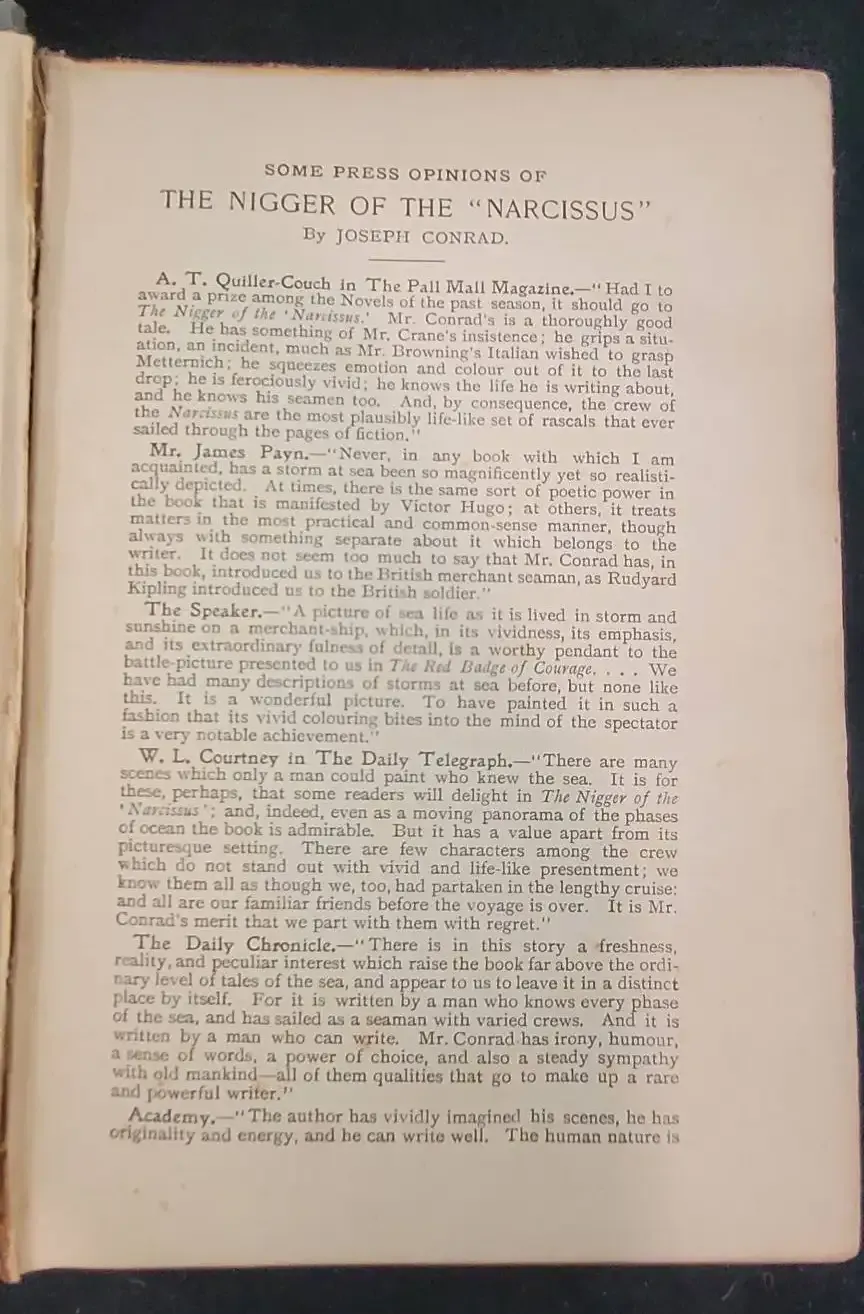 SOME PRESS OPINIONS OF
THE NIGGER OF THE "NARCISSUS"
By JOSEPH CONRAD.
A. T. Quiller-Couch in The Pall Mall Magazine.—"Had I to
award a prize among the Novels of the past season, it should go to
The Nigger of the 'Narcissus.' Mr. Conrad's is a thoroughly good
tale. He has something of Mr. Crane's insistence; he grips a situ-
ation, an incident, much as Mr. Browning's Italian wished to grasp
Metternich; he squeezes emotion and colour out of it to the last
drop; he is ferociously vivid; he knows the life he is writing about,
and he knows his seamen too. And, by consequence, the crew of
the Narcissus are the most plausibly life-like set of rascals that ever
sailed through the pages of fiction."
Mr. James Payn.—"Never, in any book with which I am
acquainted, has a storm at sea been so magnificently yet so realisti-
cally depicted. At times, there is the same sort of poetic power in
the book that is manifested by Victor Hugo; at others, it treats
matters in the most practical and common-sense manner, though
always with something separate about it which belongs to the
writer. It does not seem too much to say that Mr. Conrad has, in
this book, introduced us to the British merchant seaman, as Rudyard
Kipling introduced us to the British soldier."
The Speaker.—"A picture of sea life as it is lived in storm and
sunshine on a merchant-ship, which, in its vividness, its emphasis,
and its extraordinary fulness of detail, is a worthy pendant to the
battle-picture presented to us in The Red Badge of Courage. . . . We
have had many descriptions of storms at sea before, but none like
this. It is a wonderful picture. To have painted it in such a
fashion that its vivid colouring bites into the mind of the spectator
is a very notable achievement."
W. L. Courtney in The Daily Telegraph.—"There are many
scenes which only a man could paint who knew the sea. It is for
these, perhaps, that some readers will delight in The Nigger of the
'Narcissus'; and, indeed, even as a moving panorama of the phases
of ocean the book is admirable. But it has a value apart from its
picturesque setting. There are few characters among the crew
which do not stand out with vivid and life-like presentment; we
know them all as though we, too, had partaken in the lengthy cruise;
and all are our familiar friends before the voyage is over. It is Mr.
Conrad's merit that we part with them with regret."
The Daily Chronicle.—"There is in this story a freshness,
reality, and peculiar interest which raise the book far above the ordi-
nary level of tales of the sea, and appear to us to leave it in a distinct
place by itself. For it is written by a man who knows every phase
of the sea, and has sailed as a seaman with varied crews. And it is
written by a man who can write. Mr. Conrad has irony, humour,
a sense of words, a power of choice, and also a steady sympathy
with old mankind—all of them qualities that go to make up a rare
and powerful writer."
Academy.—"The author has vividly imagined his scenes, he has
originality and energy, and he can write well. The human nature is